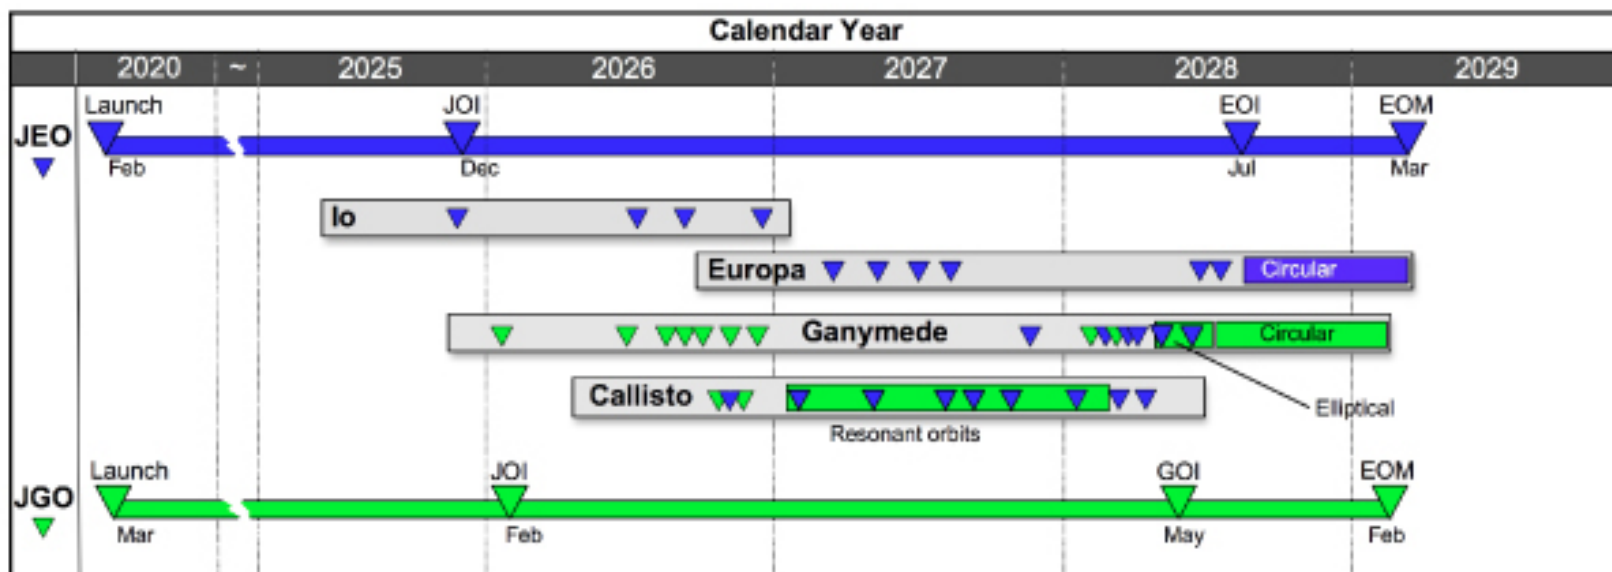 Calendar Year
2020 ~ 2025 2026 2027 2028 2029
Launch JOI EOI EOM
JEO
Feb Dec Jul Mar
Io
Europa Circular
Ganymede Circular
Callisto Elliptical
Resonant orbits
Launch JOI GOI EOM
JGO
Mar Feb May Feb